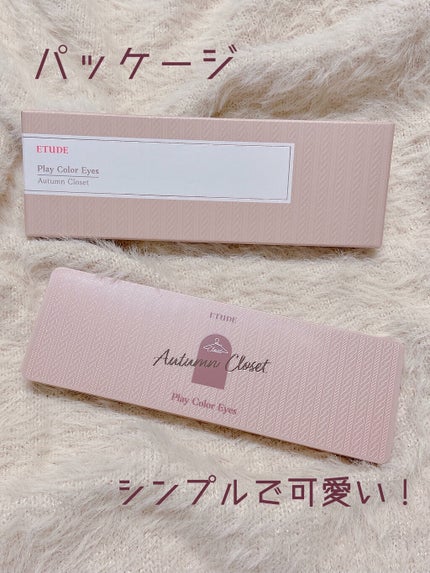 パッケージ
ETUDE
Play Color Eyes
Autumn Closet
ETUDE
Autumn Closet
Play Color Eyes
シンプルで可愛い！